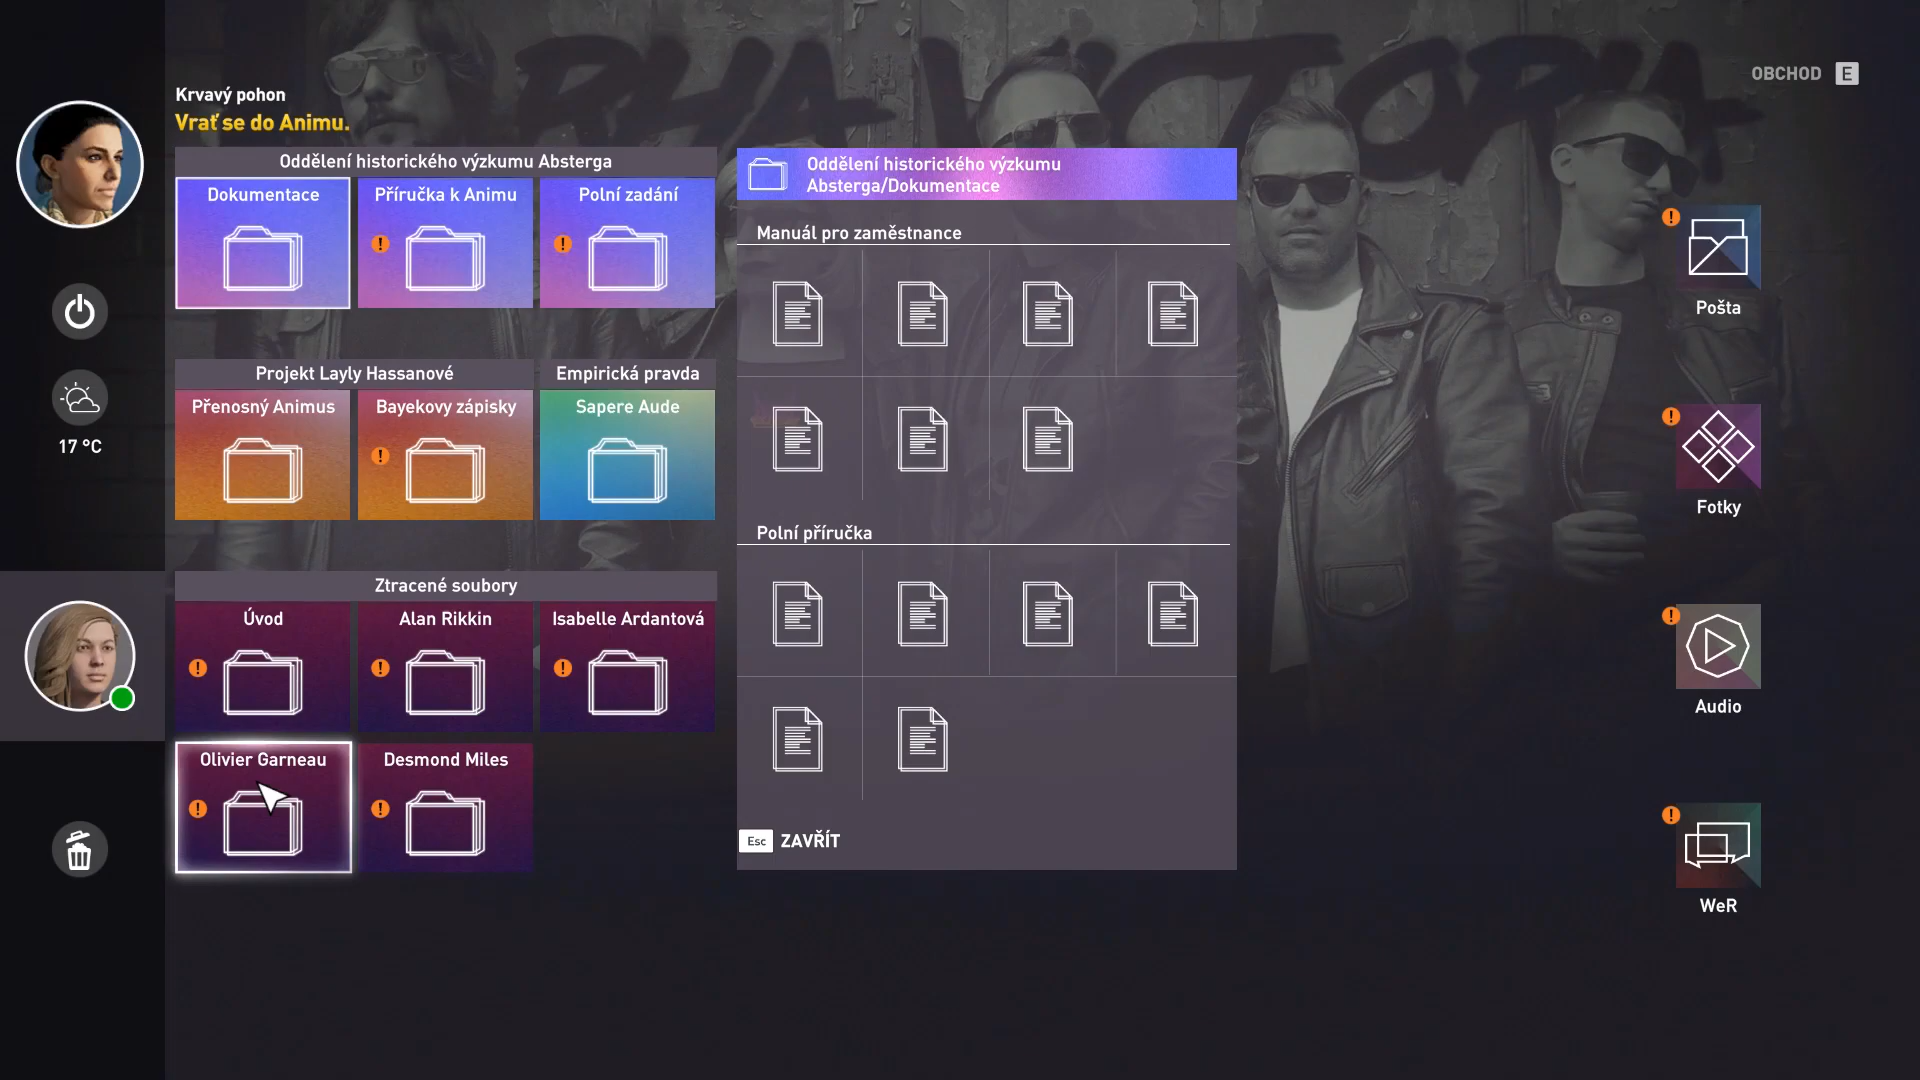 OBCHOD E
Krvavý pohon
Vrať se do Animu.
Oddělení historického výzkumu Absterga
Dokumentace
Příručka k Animu
Polní zadání
Projekt Layly Hassanové
Empirická pravda
Přenosný Animus
Bayekovy zápisky
Sapere Aude
17 °C
Ztracené soubory
Úvod
Alan Rikkin
Isabelle Ardantová
Olivier Garneau
Desmond Miles
Oddělení historického výzkumu
Absterga/Dokumentace
Manuál pro zaměstnance
Polní příručka
Esc ZAVŘÍT
Pošta
Fotky
Audio
WeR